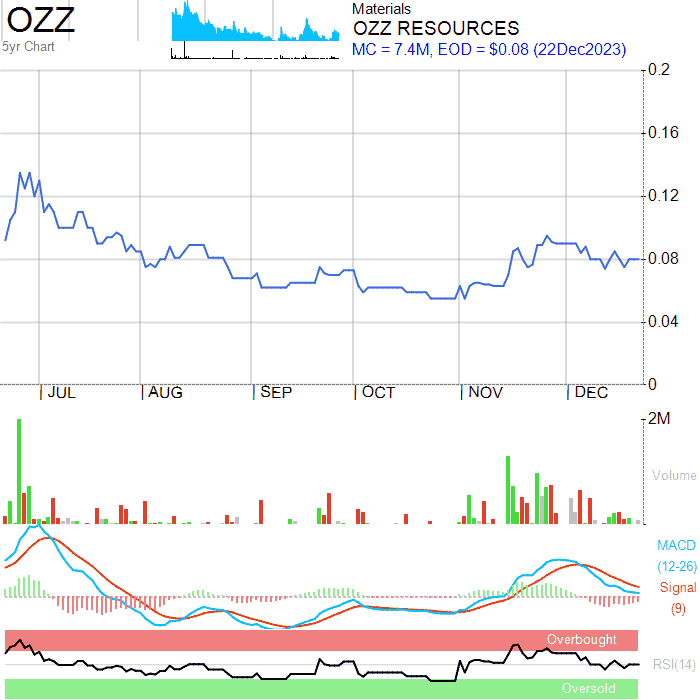 OZZ
5yr Chart
Materials
OZZ RESOURCES
MC = 7.4M, EOD = $0.08 (22Dec2023)
0.2
0.16
0.12
0.08
0.04
0
JUL AUG SEP OCT NOV DEC
2M
Volume
MACD
(12-26)
Signal
(9)
Overbought
RSI(14)
Oversold